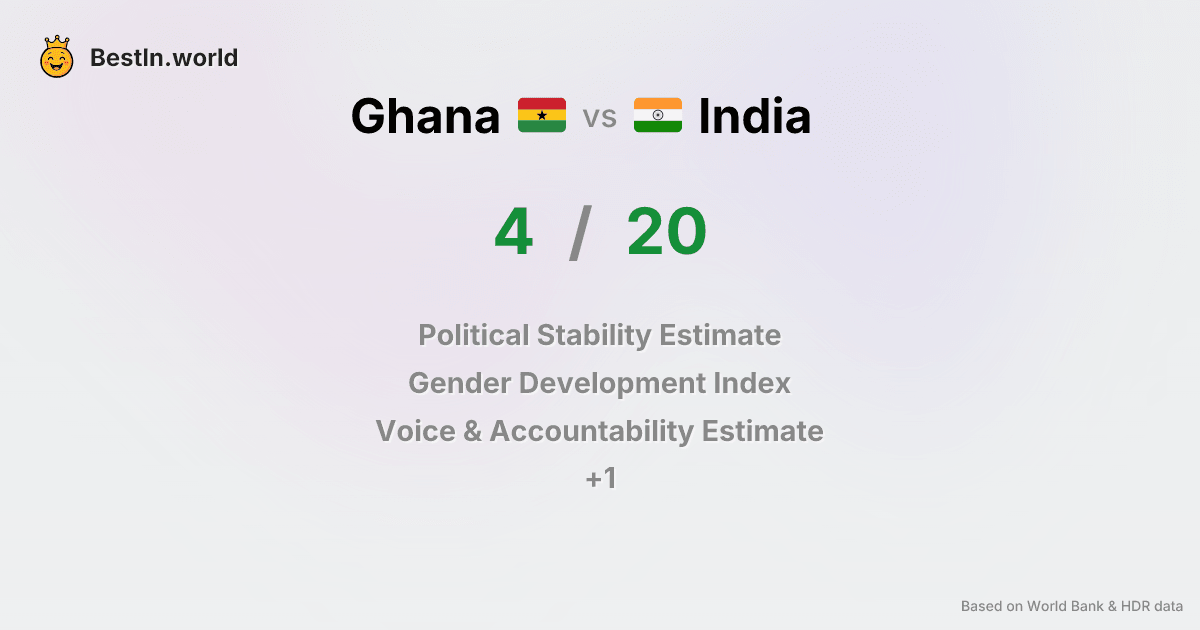 BestIn.world
Ghana vs India
4 / 20
Political Stability Estimate
Gender Development Index
Voice & Accountability Estimate
+1
Based on World Bank & HDR data